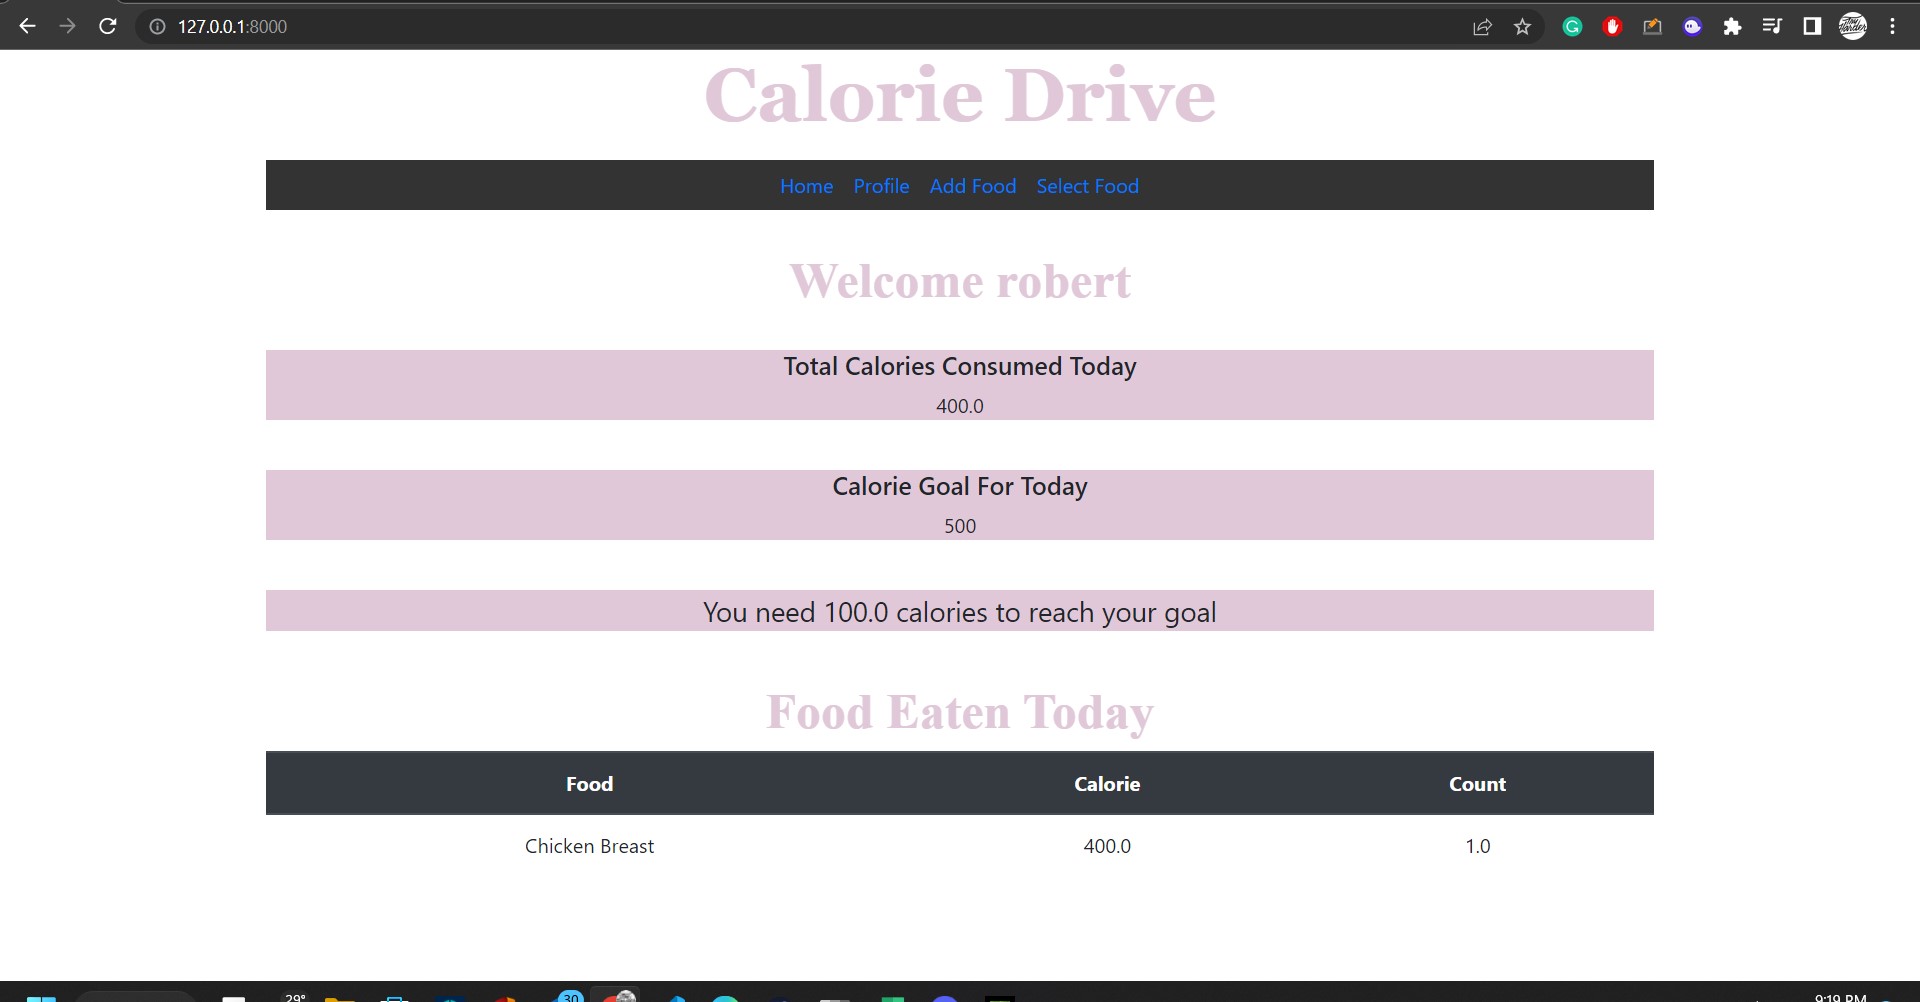 127.0.0.1:8000
Calorie Drive
Home Profile Add Food Select Food
Welcome robert
Total Calories Consumed Today
400.0
Calorie Goal For Today
500
You need 100.0 calories to reach your goal
Food Eaten Today
Food Calorie Count
Chicken Breast 400.0 1.0
29° 30 9:19 PM